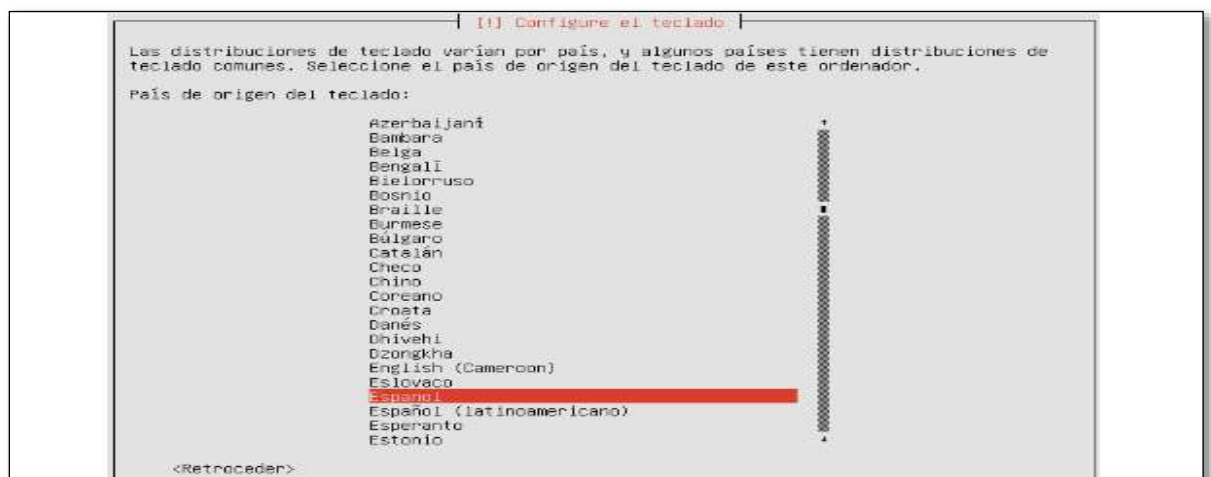 [!] Configure el teclado
Las distribuciones de teclado varían por país, y algunos países tienen distribuciones de
teclado comunes. Seleccione el país de origen del teclado de este ordenador.
País de origen del teclado:
Azerbaijaní
Bambara
Belga
Bengalí
Bielorruso
Bosnio
Braille
Burmese
Búlgaro
Catalán
Checo
Chino
Coreano
Croata
Danés
Dhivehi
Dzongkha
English (Cameroon)
Eslovaco
Español
Español (latinoamericano)
Esperanto
Estonio
<Retroceder>